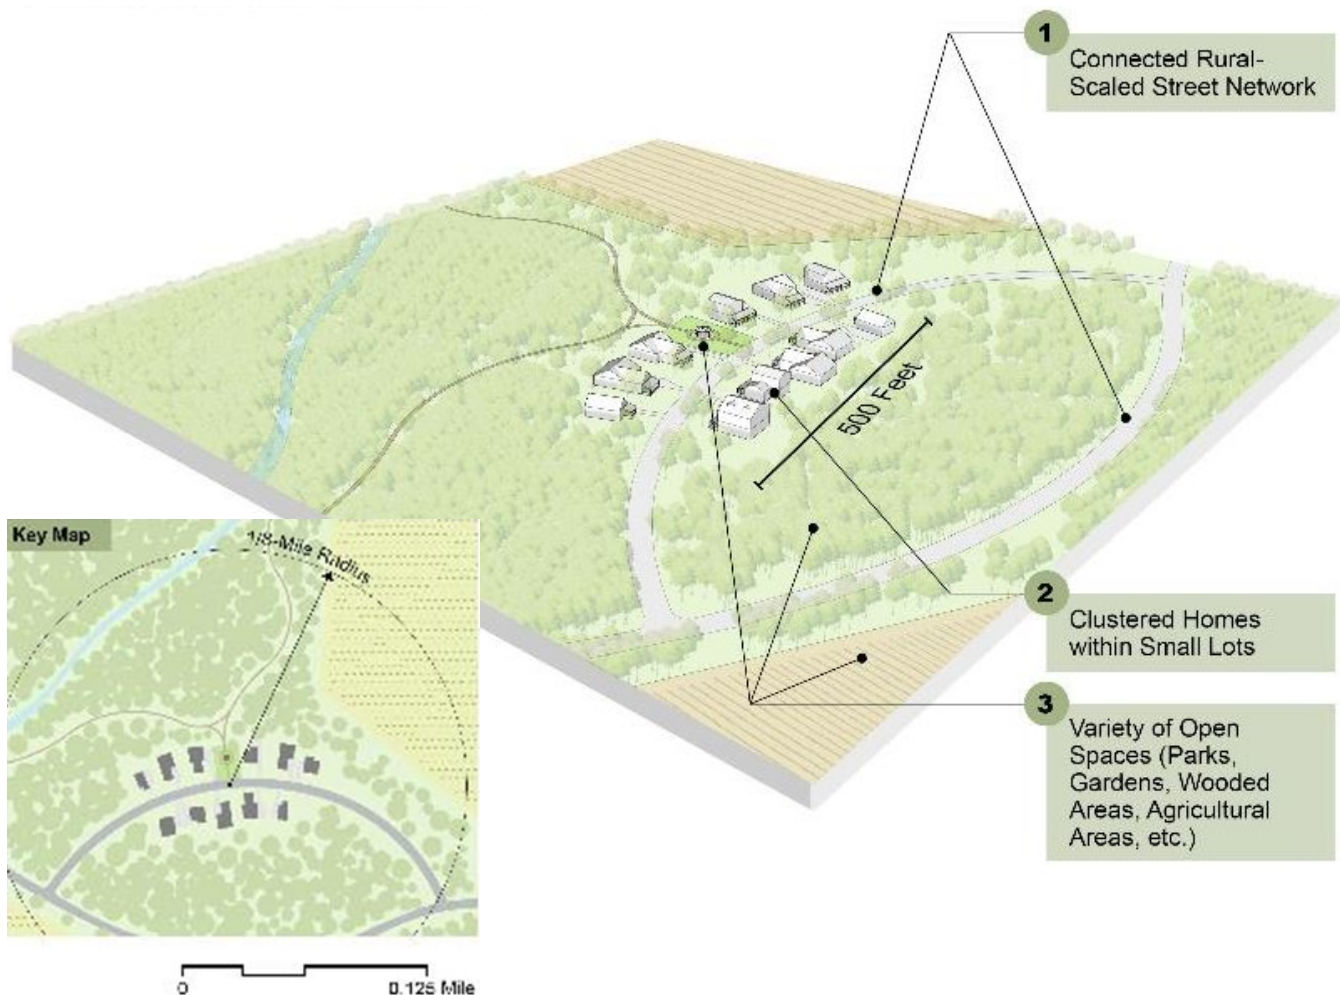 1
Connected Rural-
Scaled Street Network
500 Feet
2
Clustered Homes
within Small Lots
3
Variety of Open
Spaces (Parks,
Gardens, Wooded
Areas, Agricultural
Areas, etc.)
Key Map
1/8-Mile Radius
0
0.125 Mile